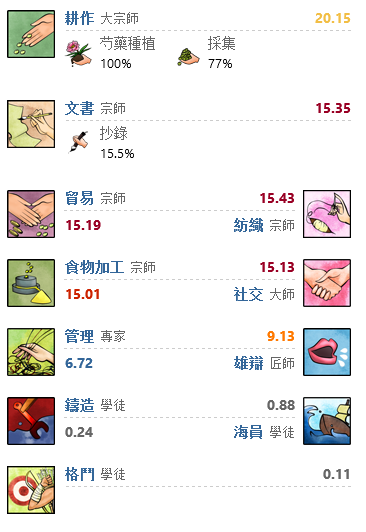 耕作 大宗師 20.15
芍藥種植 採集
100% 77%
文書 宗師 15.35
抄錄
15.5%
貿易 宗師 15.43
15.19 紡織 宗師
食物加工 宗師 15.13
15.01 社交 大師
管理 專家 9.13
6.72 雄辯 匠師
鑄造 學徒 0.88
0.24 海員 學徒
格鬥 學徒 0.11